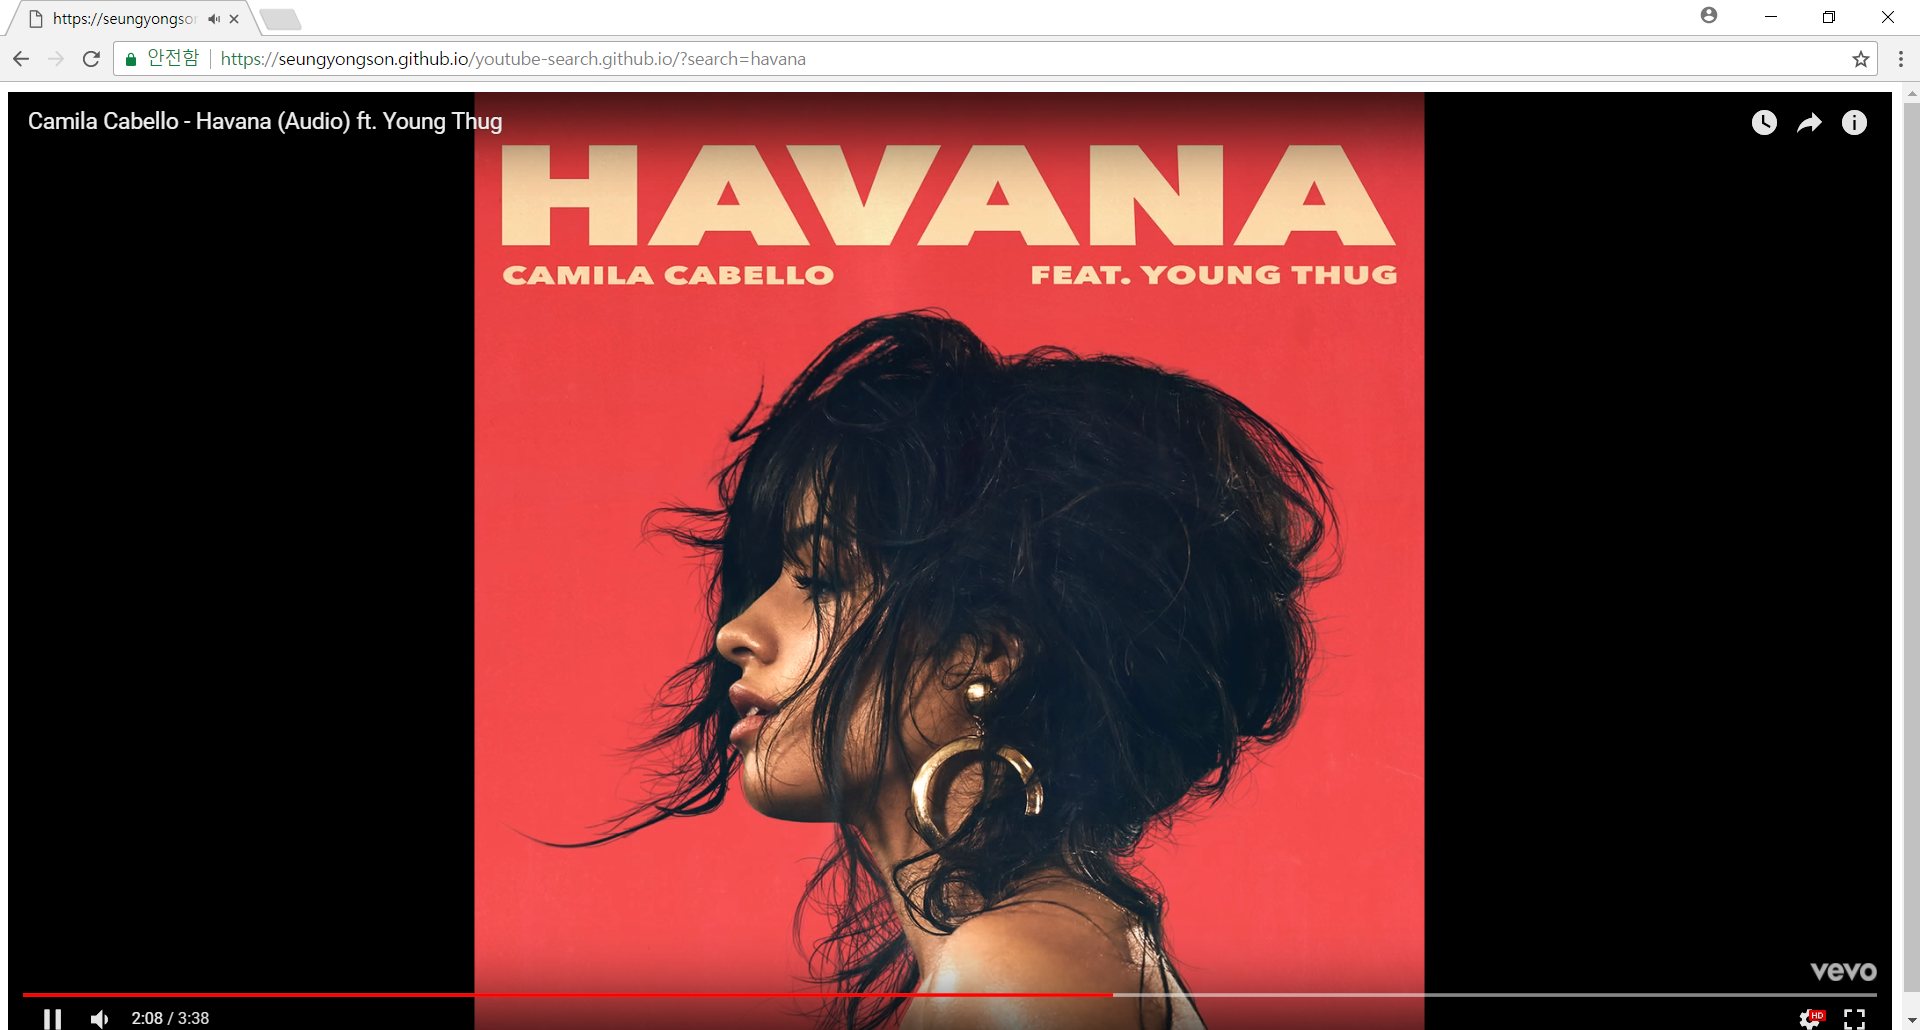 https://seungyongso
안전함 https://seungyongson.github.io/youtube-search.github.io/?search=havana
Camila Cabello - Havana (Audio) ft. Young Thug
HAVANA
CAMILA CABELLO FEAT. YOUNG THUG
vevo
2:08 / 3:38
HD